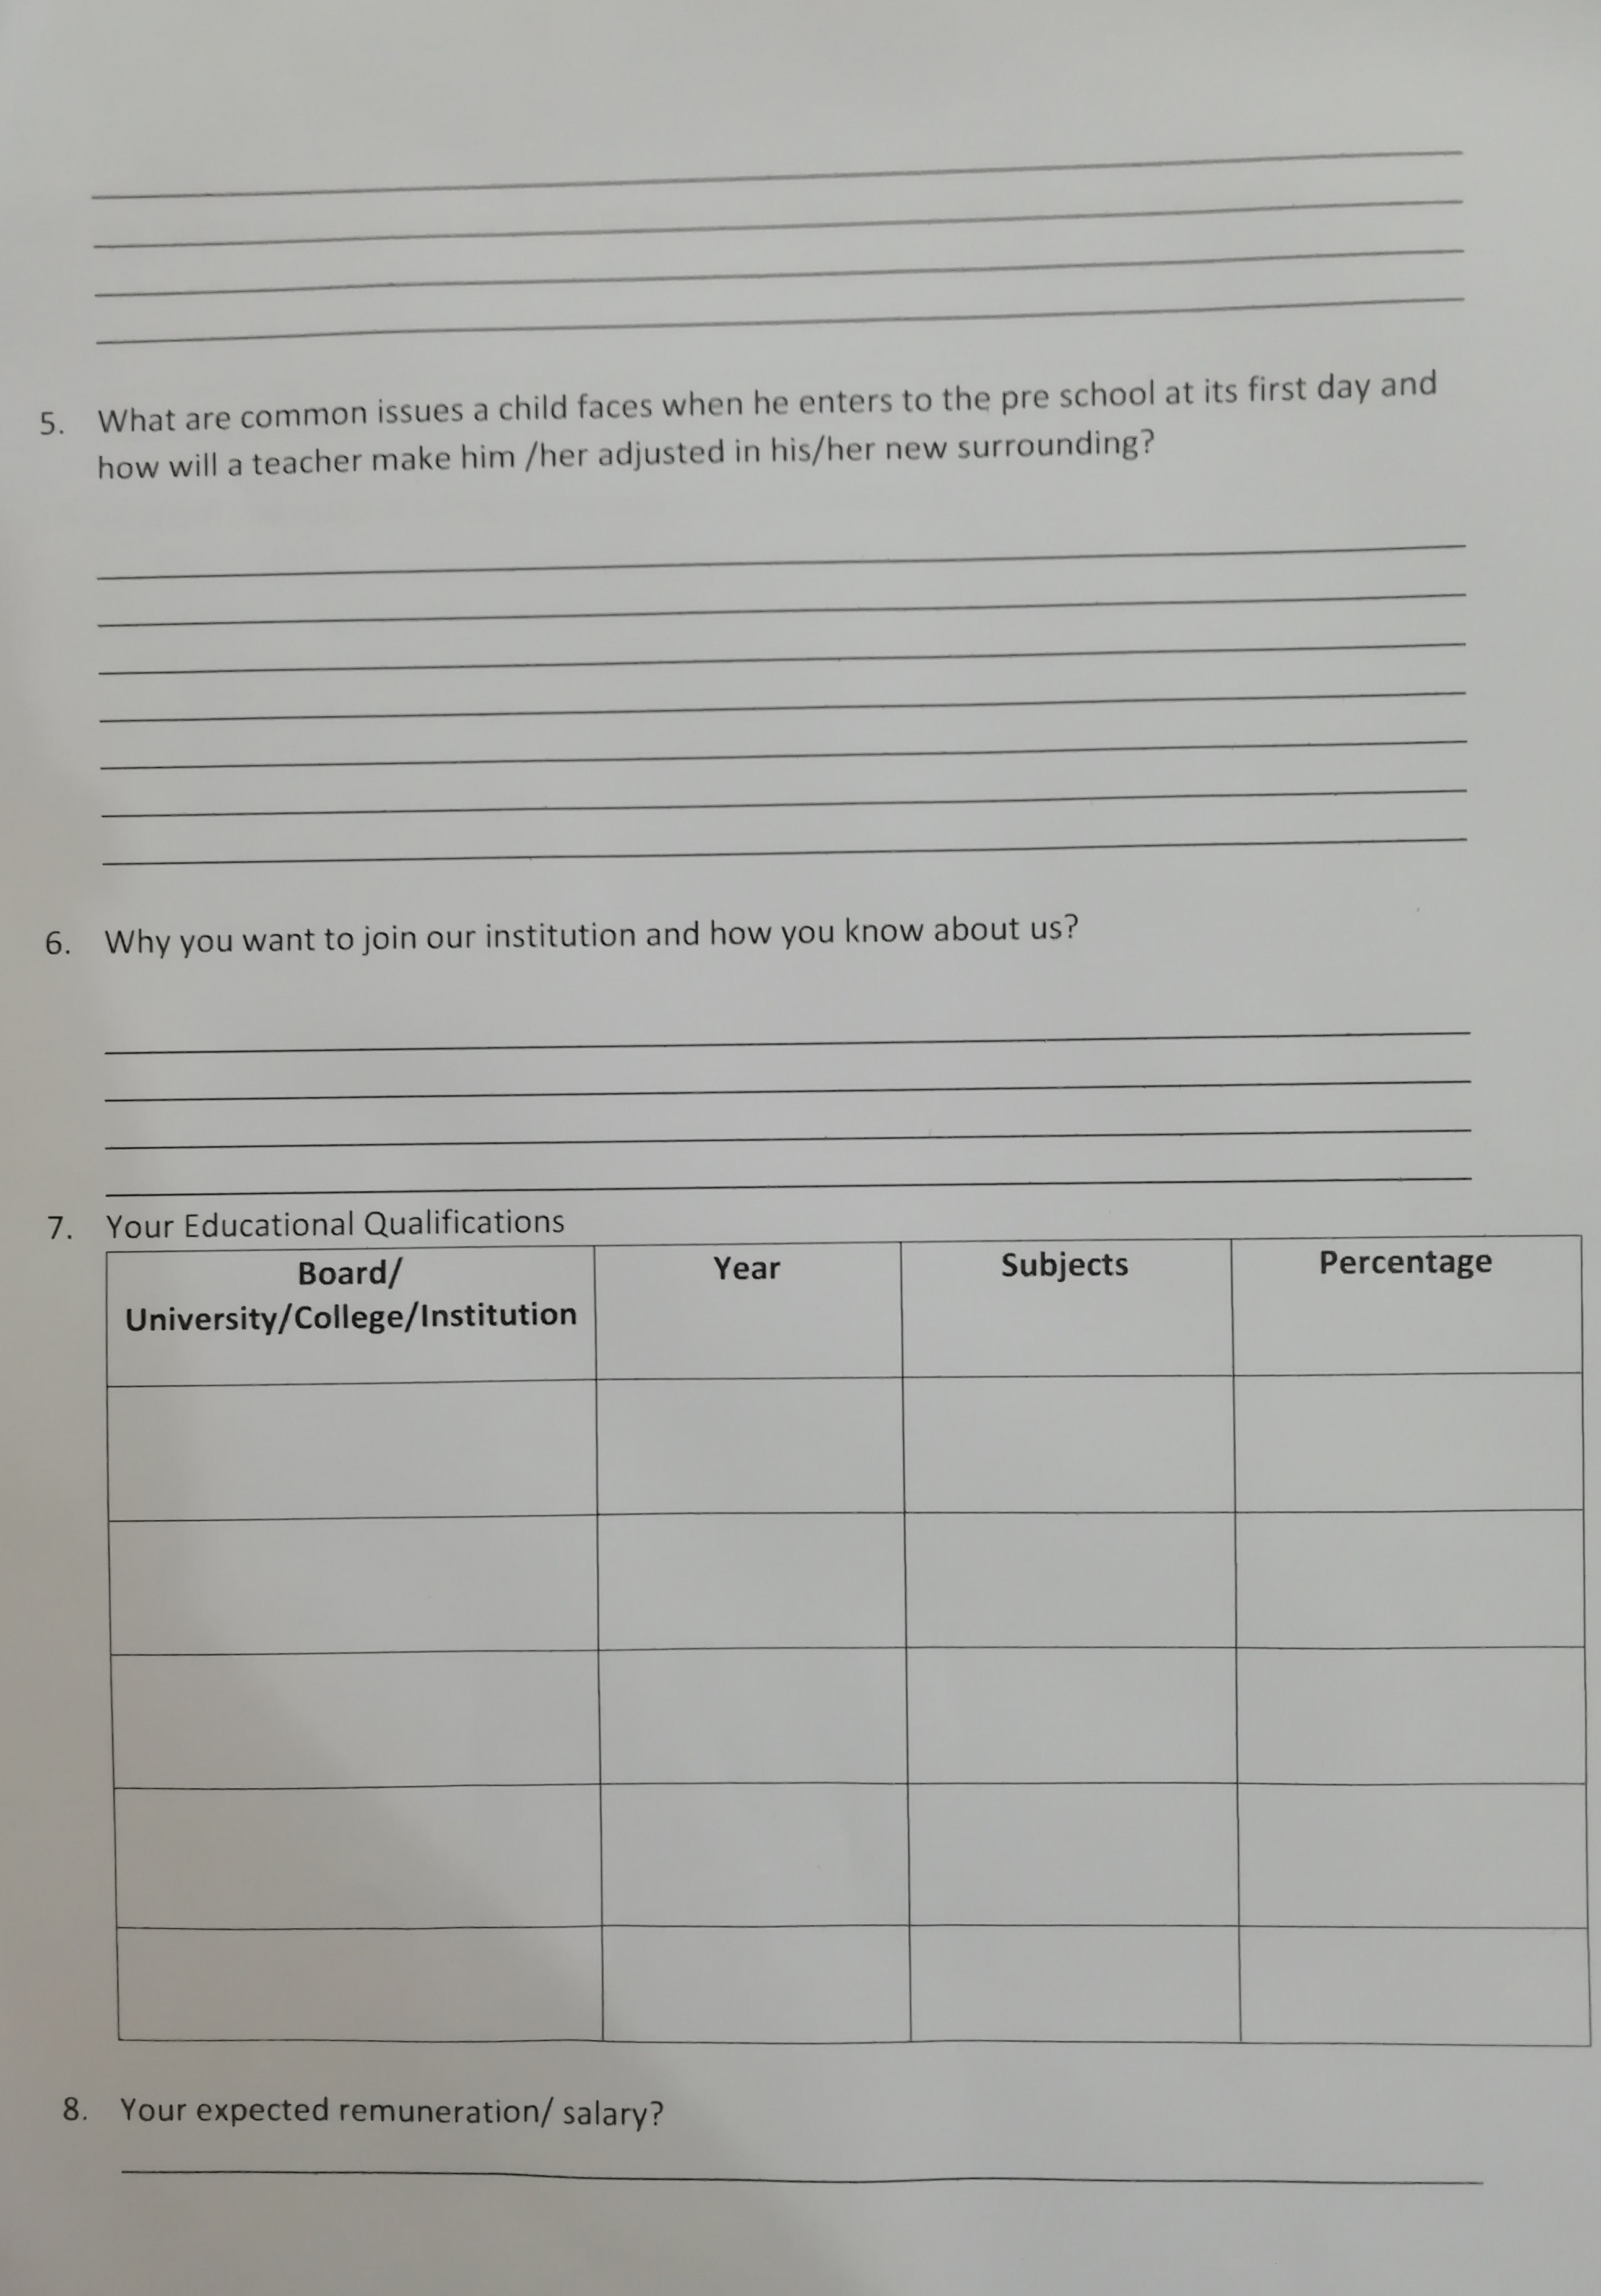 5. What are common issues a child faces when he enters to the pre school at its first day and
how will a teacher make him /her adjusted in his/her new surrounding?
6. Why you want to join our institution and how you know about us?
7. Your Educational Qualifications
Board/ Year Subjects Percentage
University/College/Institution
8. Your expected remuneration/ salary?